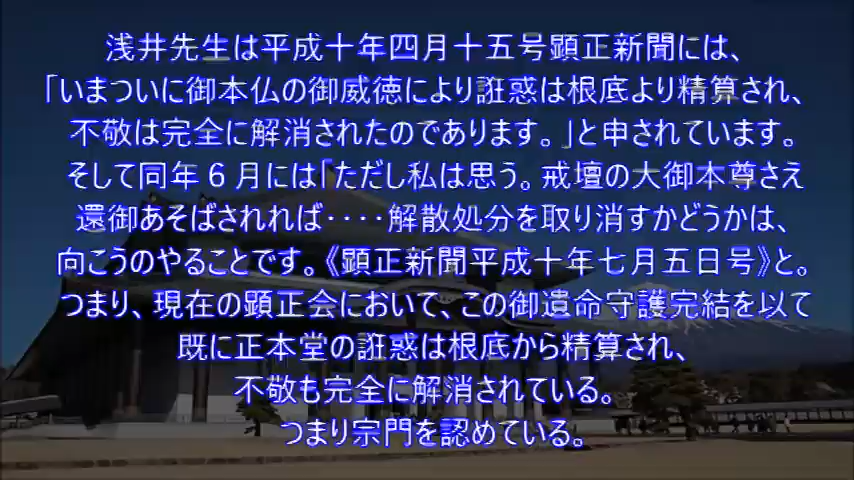 浅井先生は平成十年四月十五号顕正新聞には、
「いまついに御本仏の御威徳により誑惑は根底より精算され、
不敬は完全に解消されたのであります。」と申されています。
そして同年６月には「ただし私は思う。戒壇の大御本尊さえ
還御あそばされれば‥‥解散処分を取り消すかどうかは、
向こうのやることです。《顕正新聞平成十年七月五日号》と。
つまり、現在の顕正会において、この御遺命守護完結を以て
既に正本堂の誑惑は根底から精算され、
不敬も完全に解消されている。
つまり宗門を認めている。